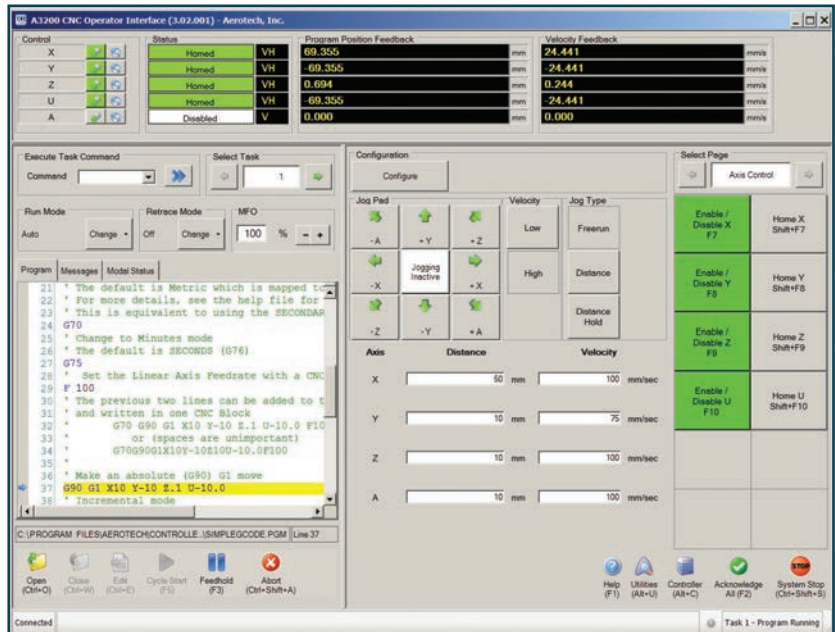 A3200 CNC Operator Interface (3.02.001) - Aerotech, Inc.
Control Status Program Position Feedback Velocity Feedback
X Homed VH 69.355 mm 24.441 mm/s
Y Homed VH -69.355 mm -24.441 mm/s
Z Homed VH 0.694 mm 0.244 mm/s
U Homed VH -69.355 mm -24.441 mm/s
A Disabled V 0.000 mm 0.000 mm/s
Execute Task Command Select Task
Command 1
Run Mode Retrace Mode MFO
Auto Change Off Change 100 % - +
Program Messages Modal Status
21 ' The default is Metric which is mapped to
22 ' For more details, see the help file for
23 ' This is equivalent to using the SECONDAR
24 G70
25 ' Change to Minutes mode
26 ' The default is SECONDS (G76)
27 G75
28 ' Set the Linear Axis Feedrate with a CNC
29 F 100
30 ' The previous two lines can be added to t
31 ' and written in one CNC Block
32 ' G70 G90 G1 X10 Y-10 Z.1 U-10.0 F10
33 ' or (spaces are unimportant)
34 ' G70G90G1X10Y-10Z10U-10.0F100
35 '
36 ' Make an absolute (G90) G1 move
37 G90 G1 X10 Y-10 Z.1 U-10.0
38 ' Incremental mode
C:\PROGRAM FILES\AEROTECH\CONTROLLE..\SIMPLEGCODE.PGM Line 37
Open (Ctrl+O)
Close (Ctrl+W)
Edit (Ctrl+E)
Cycle Start (F5)
Feedhold (F3)
Abort (Ctrl+Shift+A)
Configuration
Configure
Jog Pad Velocity Jog Type
-A +Y +Z Low Freerun
-X Jogging Inactive +X High Distance
-Z -Y +A Distance Hold
Axis Distance Velocity
X 50 mm 100 mm/sec
Y 10 mm 75 mm/sec
Z 10 mm 100 mm/sec
A 10 mm 100 mm/sec
Select Page
Axis Control
Enable / Disable X F7
Home X Shift+F7
Enable / Disable Y F8
Home Y Shift+F8
Enable / Disable Z F9
Home Z Shift+F9
Enable / Disable U F10
Home U Shift+F10
Help (F1)
Utilities (Alt+U)
Controller (Alt+C)
Acknowledge All (F2)
STOP
System Stop (Ctrl+Shift+S)
Connected
Task 1 - Program Running